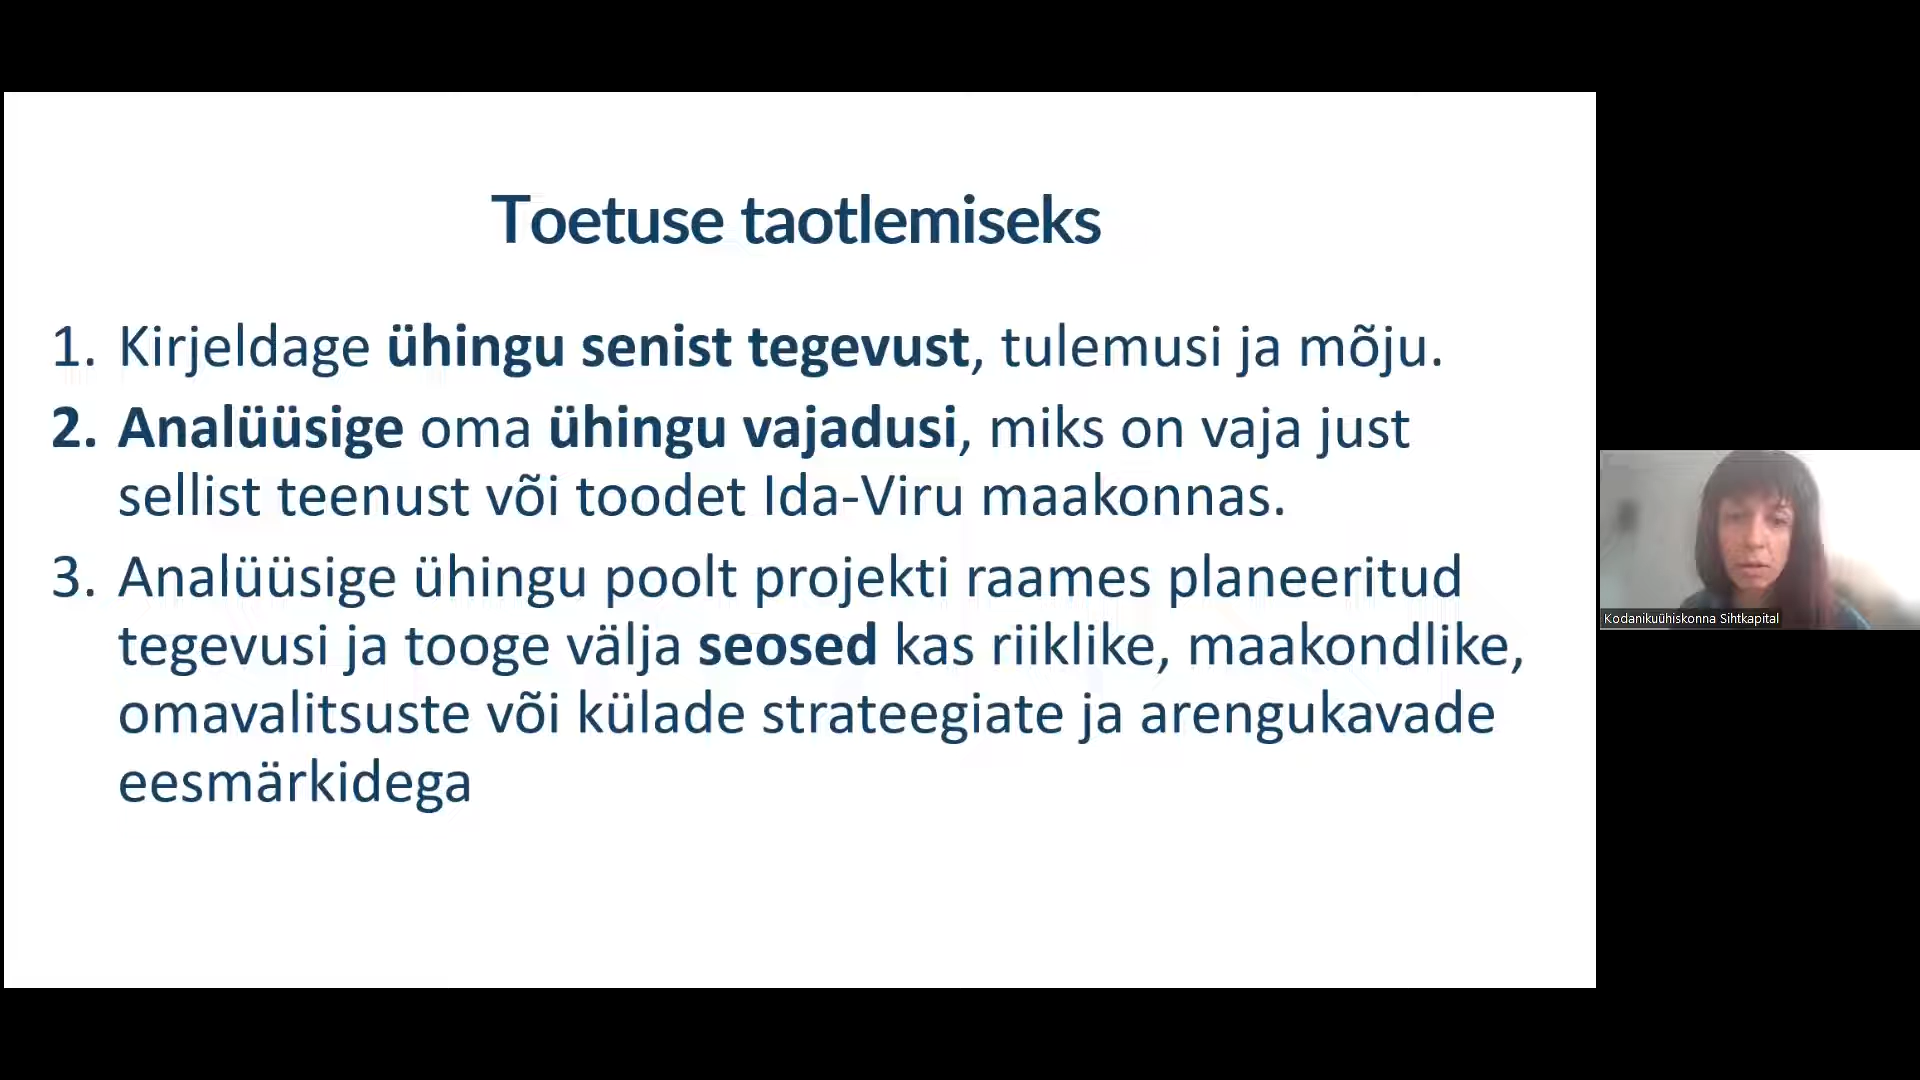 Toetuse taotlemiseks
1. Kirjeldage ühingu senist tegevust, tulemusi ja mõju.
2. Analüüsige oma ühingu vajadusi, miks on vaja just
sellist teenust või toodet Ida-Viru maakonnas.
3. Analüüsige ühingu poolt projekti raames planeeritud
tegevusi ja tooge välja seosed kas riiklike, maakondlike,
omavalitsuste või külade strateegiate ja arengukavade
eesmärkidega
Kodanikuühiskonna Sihtkapital